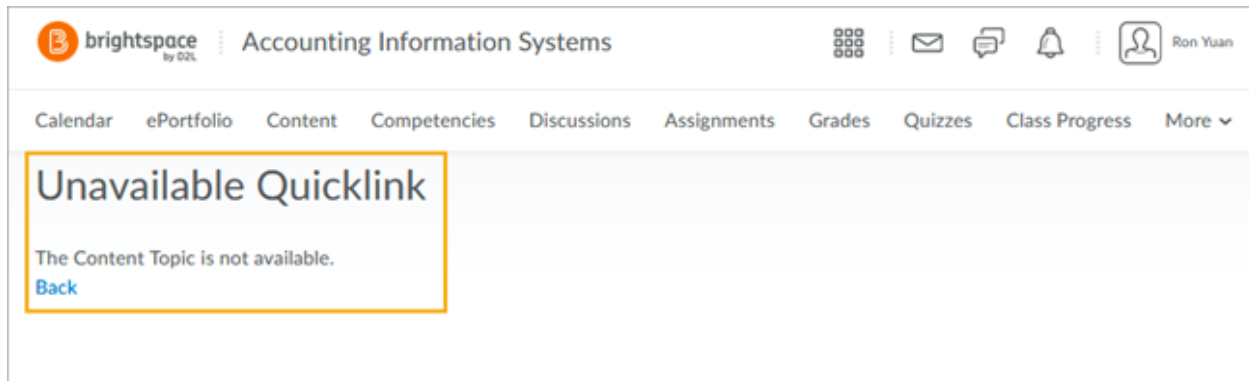 brightspace
by D2L
Accounting Information Systems
Ron Yuan
Calendar ePortfolio Content Competencies Discussions Assignments Grades Quizzes Class Progress More
Unavailable Quicklink
The Content Topic is not available.
Back